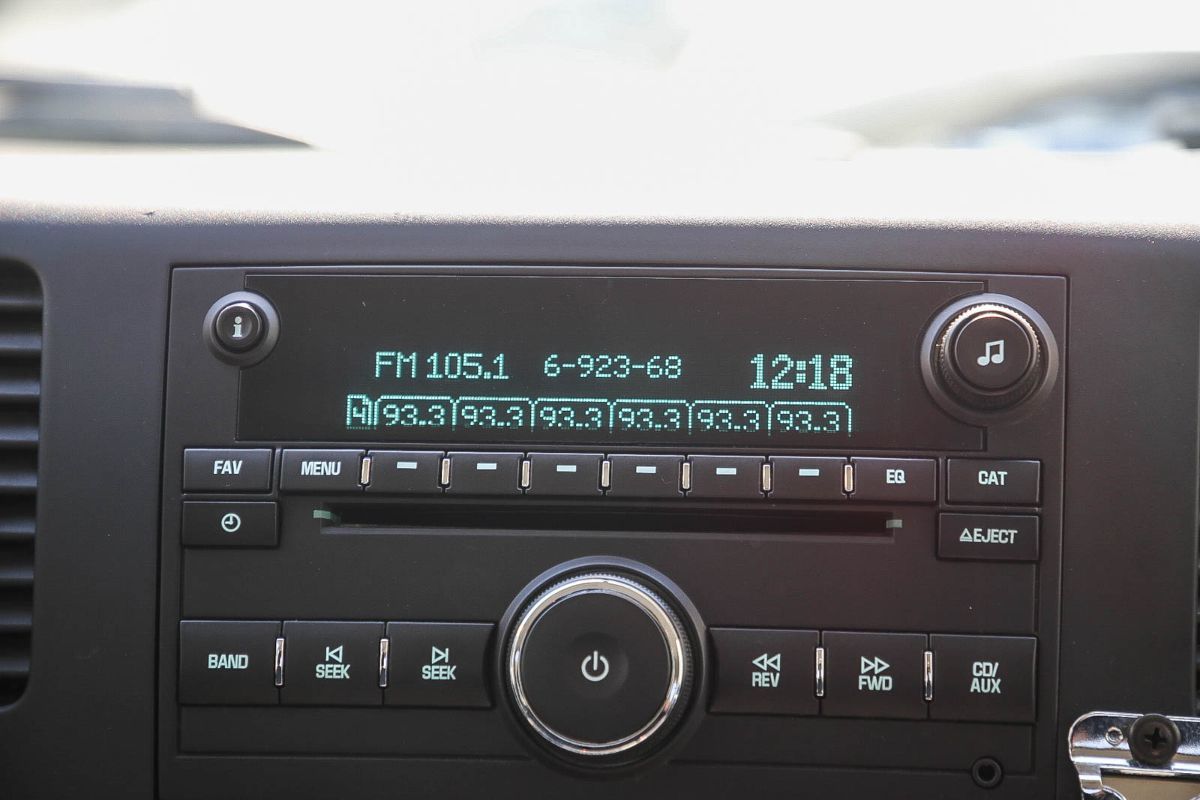 i
FM 105.1 6-923-68 12:18
4 93.3 93.3 93.3 93.3 93.3 93.3
FAV MENU EQ CAT
EJECT
BAND SEEK SEEK REV FWD CD/
AUX